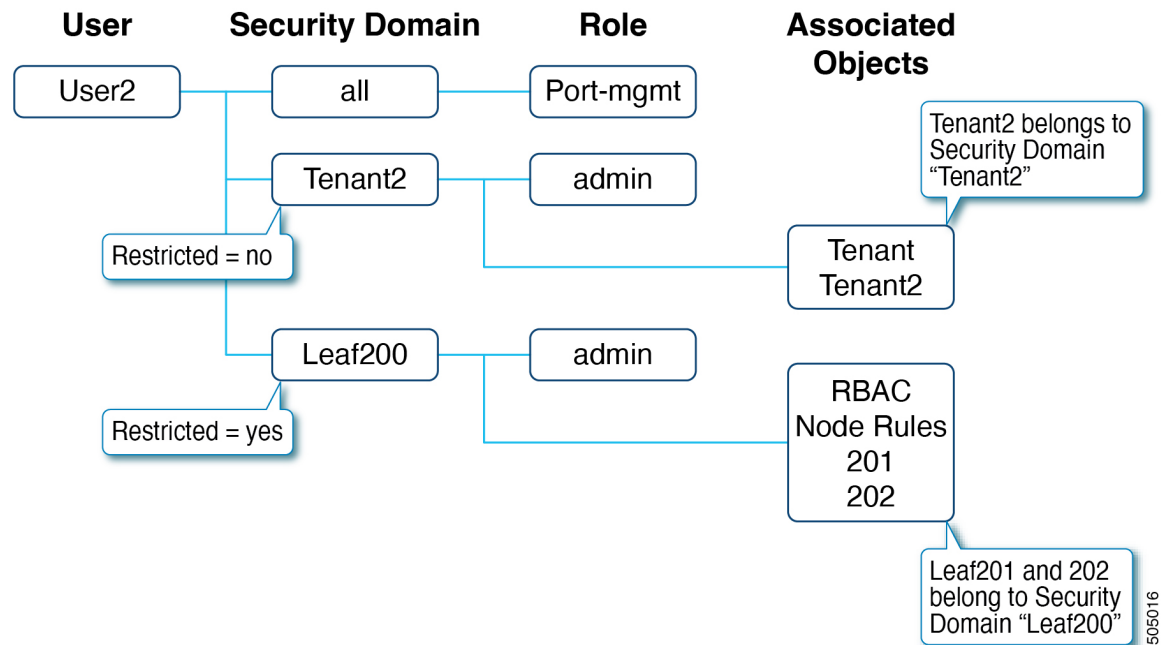 User
Security Domain
Role
Associated
Objects
User2
all
Port-mgmt
Tenant2 belongs to
Security Domain
“Tenant2”
Tenant2
admin
Restricted = no
Tenant
Tenant2
Leaf200
admin
Restricted = yes
RBAC
Node Rules
201
202
Leaf201 and 202
belong to Security
Domain “Leaf200”
505016